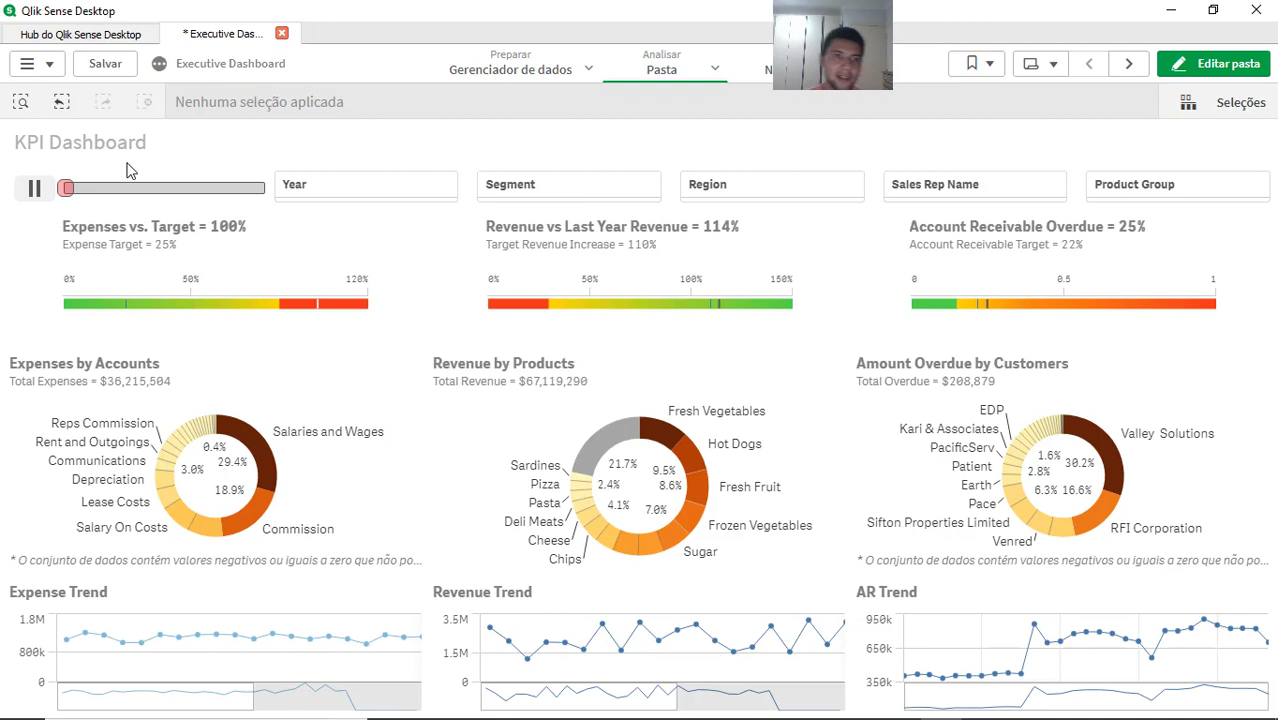 Qlik Sense Desktop
Hub do Qlik Sense Desktop
* Executive Das...
Salvar
Executive Dashboard
Preparar
Gerenciador de dados
Analisar
Pasta
N
Editar pasta
Nenhuma seleção aplicada
Seleções
KPI Dashboard
Year
Segment
Region
Sales Rep Name
Product Group
Expenses vs. Target = 100%
Expense Target = 25%
0%
50%
120%
Revenue vs Last Year Revenue = 114%
Target Revenue Increase = 110%
0%
50%
100%
150%
Account Receivable Overdue = 25%
Account Receivable Target = 22%
0
0.5
1
Expenses by Accounts
Total Expenses = $36,215,504
Reps Commission
Rent and Outgoings
Communications
Depreciation
Lease Costs
Salary On Costs
Salaries and Wages
Commission
0.4%
29.4%
3.0%
18.9%
* O conjunto de dados contém valores negativos ou iguais a zero que não po...
Revenue by Products
Total Revenue = $67,119,290
Fresh Vegetables
Hot Dogs
Fresh Fruit
Frozen Vegetables
Sugar
Sardines
Pizza
Pasta
Deli Meats
Cheese
Chips
21.7%
9.5%
2.4%
8.6%
4.1%
7.0%
Amount Overdue by Customers
Total Overdue = $208,879
EDP
Kari & Associates
PacificServ
Patient
Earth
Pace
Sifton Properties Limited
Venred
Valley Solutions
RFI Corporation
1.6%
30.2%
2.8%
6.3%
16.6%
* O conjunto de dados contém valores negativos ou iguais a zero que não po...
Expense Trend
1.8M
800k
0
Revenue Trend
3.5M
1.5M
0
AR Trend
950k
650k
350k